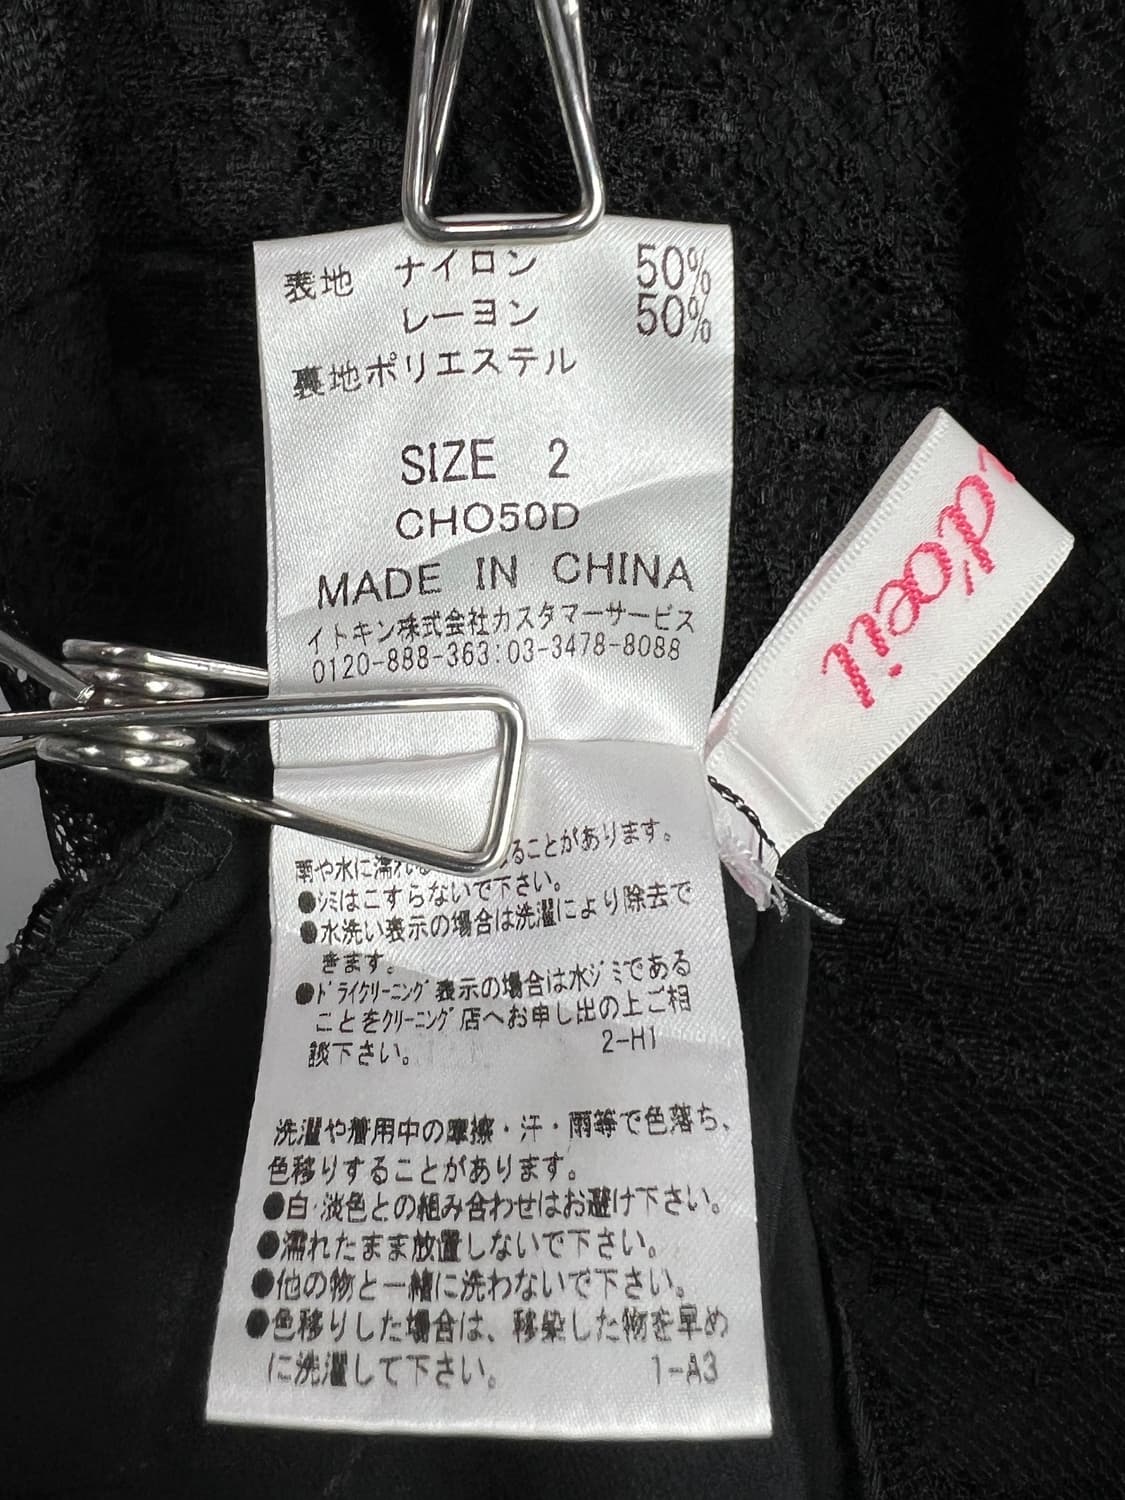 表地 ナイロン 50%
レーヨン 50%
裏地ポリエステル
SIZE 2
CHO50D
MADE IN CHINA
イトキン株式会社カスタマーサービス
0120-888-363:03-3478-8088
雨や水に濡れ ることがあります。
●シミはこすらないで下さい。
●水洗い表示の場合は洗濯により除去で
きます。
●ドライクリーニング表示の場合は水ジミである
ことをクリーニング店へお申し出の上ご相
談下さい。 2-H1
洗濯や着用中の摩擦・汗・雨等で色落ち、
色移りすることがあります。
●白・淡色との組み合わせはお避け下さい。
●濡れたまま放置しないで下さい。
●他の物と一緒に洗わないで下さい。
●色移りした場合は、移染した物を早め
に洗濯して下さい。 1-A3
d'oeil